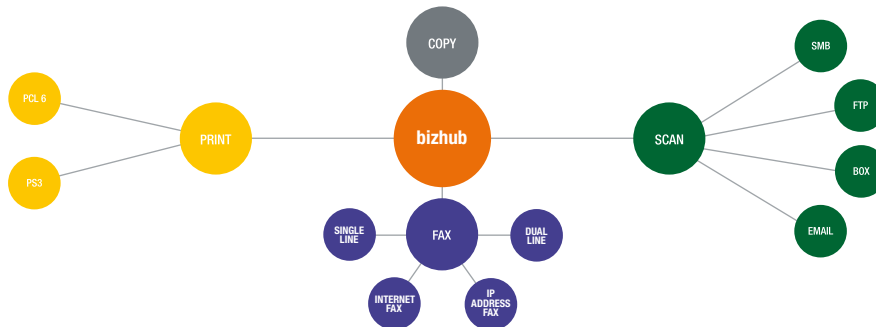 COPY
SMB
PCL 6
FTP
PRINT
bizhub
SCAN
BOX
PS3
SINGLE
LINE
FAX
DUAL
LINE
EMAIL
INTERNET
FAX
IP
ADDRESS
FAX